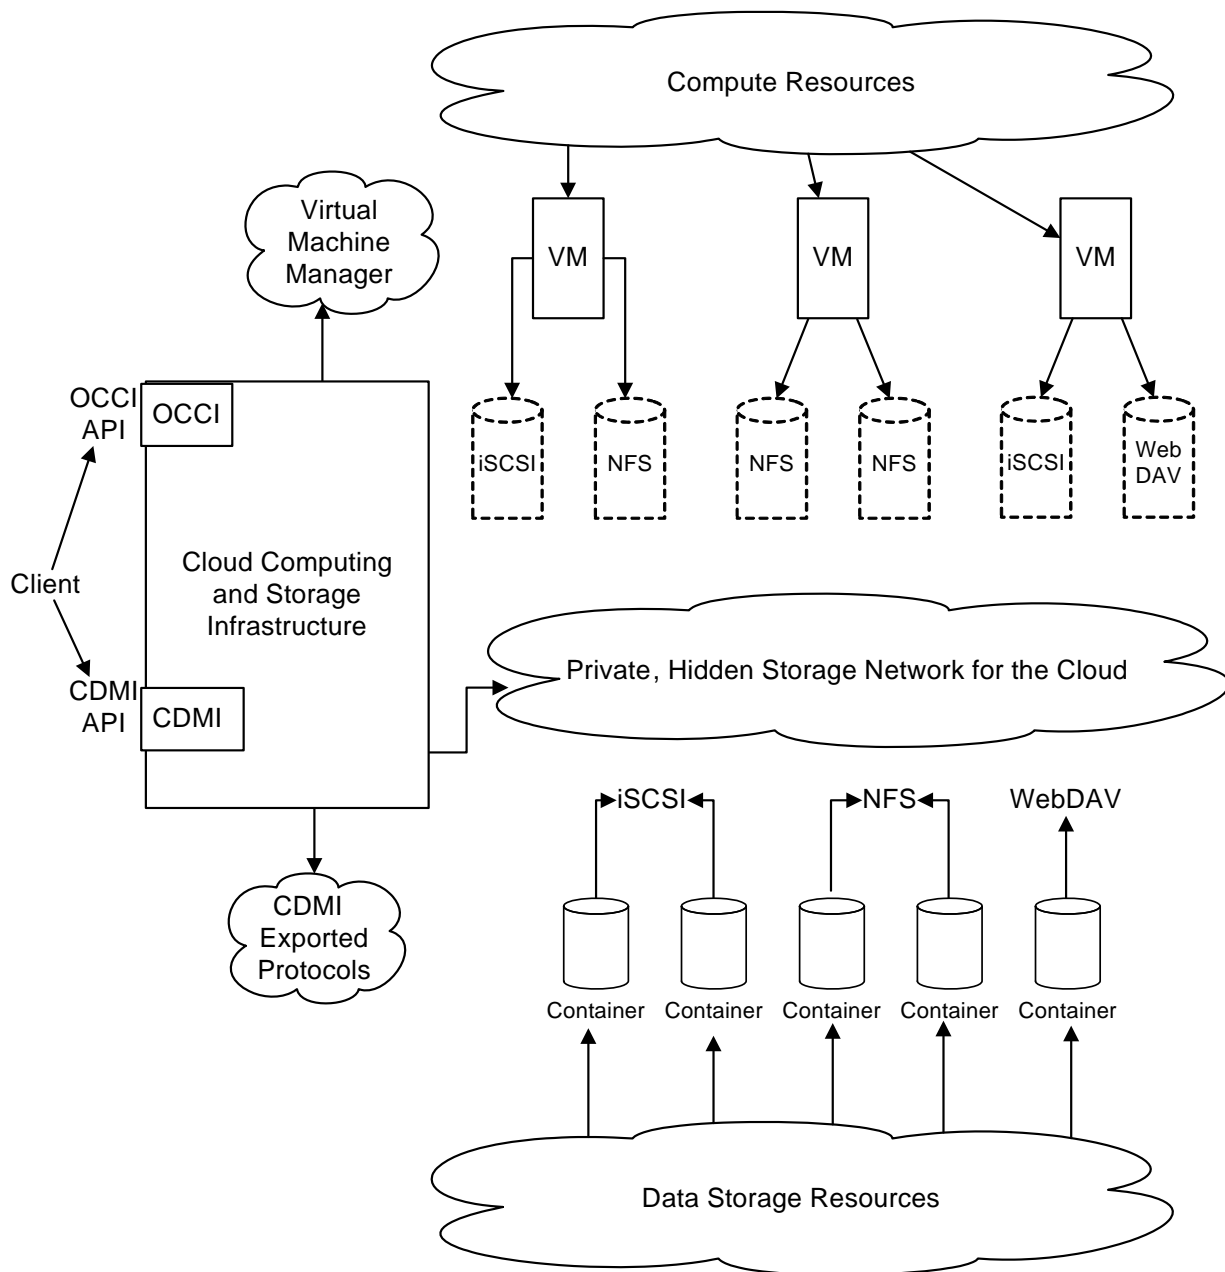 Compute Resources
Virtual
Machine
Manager
VM
VM
VM
OCCI
API
OCCI
iSCSI
NFS
NFS
NFS
iSCSI
Web
DAV
Client
Cloud Computing
and Storage
Infrastructure
Private, Hidden Storage Network for the Cloud
CDMI
API
CDMI
iSCSI
NFS
WebDAV
CDMI
Exported
Protocols
Container
Container
Container
Container
Container
Data Storage Resources